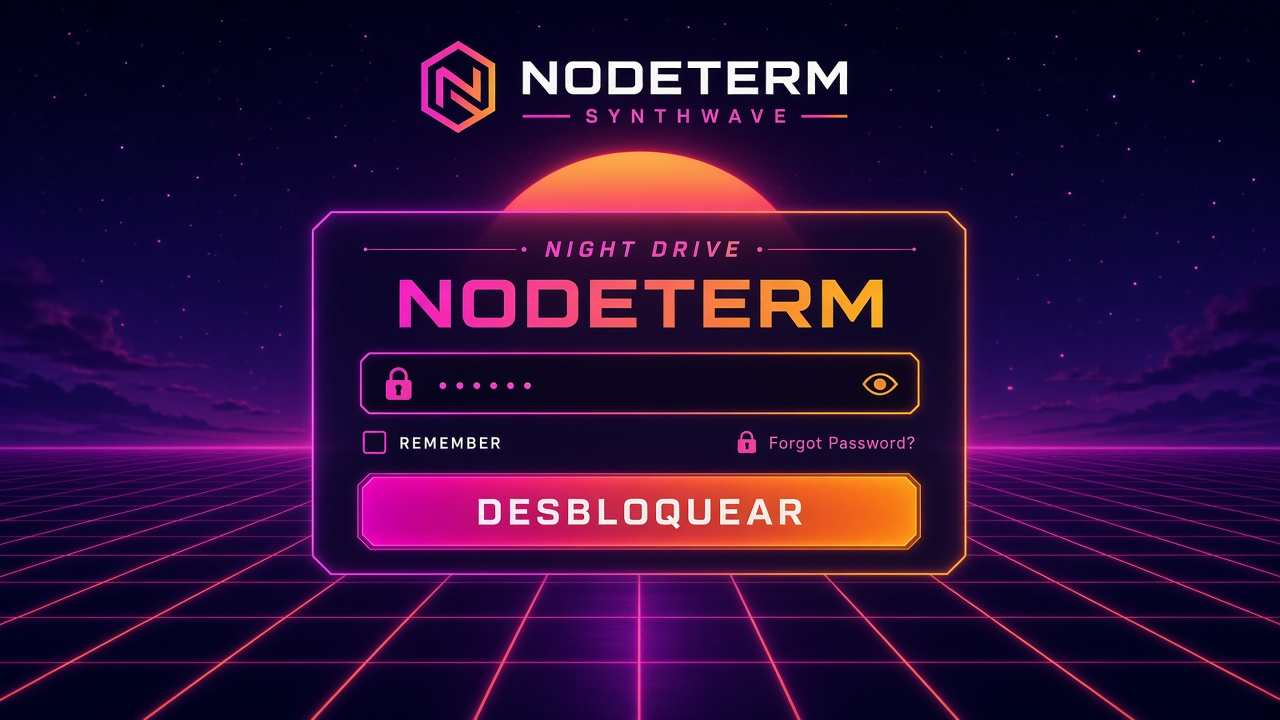 NODETERM
SYNTHWAVE
NIGHT DRIVE
NODETERM
REMEMBER
Forgot Password?
DESBLOQUEAR